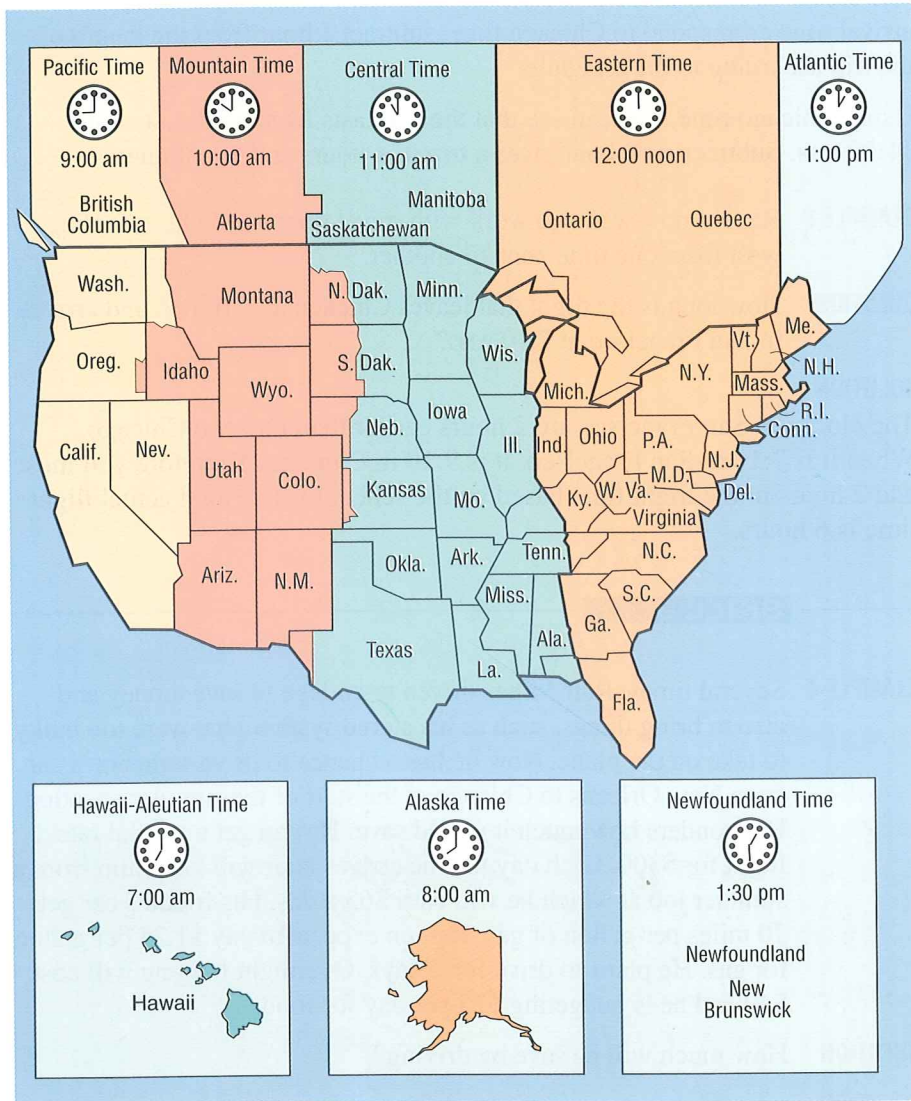 Pacific Time
9:00 am
Mountain Time
10:00 am
Central Time
11:00 am
Eastern Time
12:00 noon
Atlantic Time
1:00 pm
British
Columbia
Alberta
Saskatchewan
Manitoba
Ontario
Quebec
Wash.
Montana
N. Dak.
Minn.
Oreg.
Idaho
Wyo.
S. Dak.
Wis.
Mich.
N.Y.
Vt.
Me.
N.H.
Mass.
R.I.
Conn.
Calif.
Nev.
Utah
Colo.
Neb.
Iowa
Ill.
Ind.
Ohio
P.A.
N.J.
M.D.
Del.
Kansas
Mo.
Ky.
W. Va.
Virginia
Ariz.
N.M.
Okla.
Ark.
Tenn.
N.C.
S.C.
Texas
La.
Miss.
Ala.
Ga.
Fla.
Hawaii-Aleutian Time
7:00 am
Hawaii
Alaska Time
8:00 am
Newfoundland Time
1:30 pm
Newfoundland
New
Brunswick